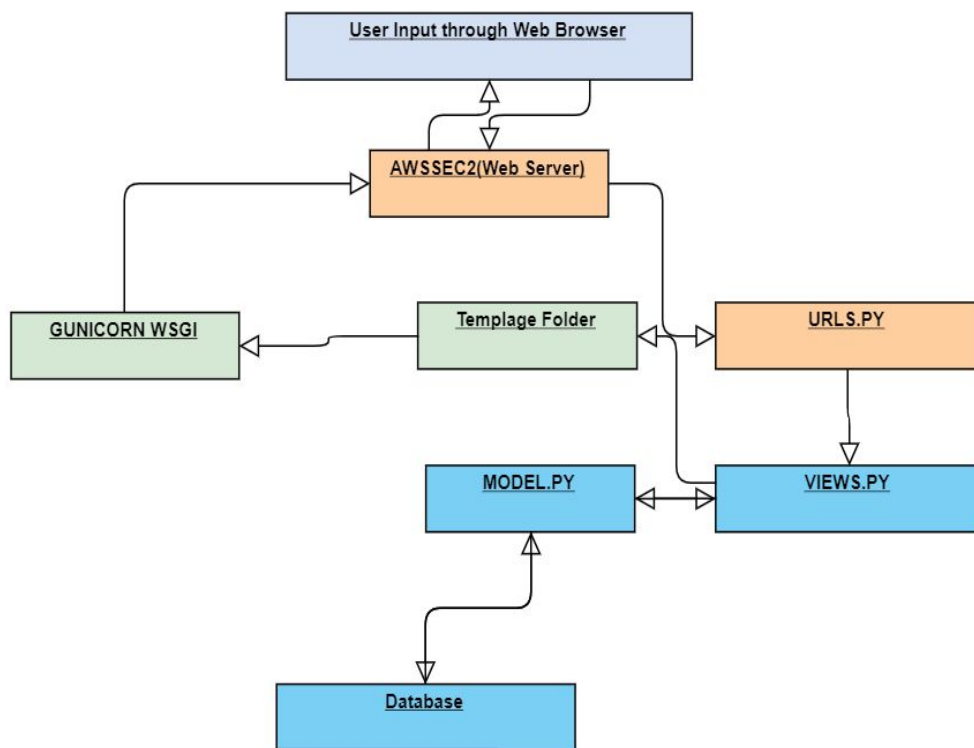 User Input through Web Browser
AWSSEC2(Web Server)
GUNICORN WSGI
Templage Folder
URLS.PY
MODEL.PY
VIEWS.PY
Database